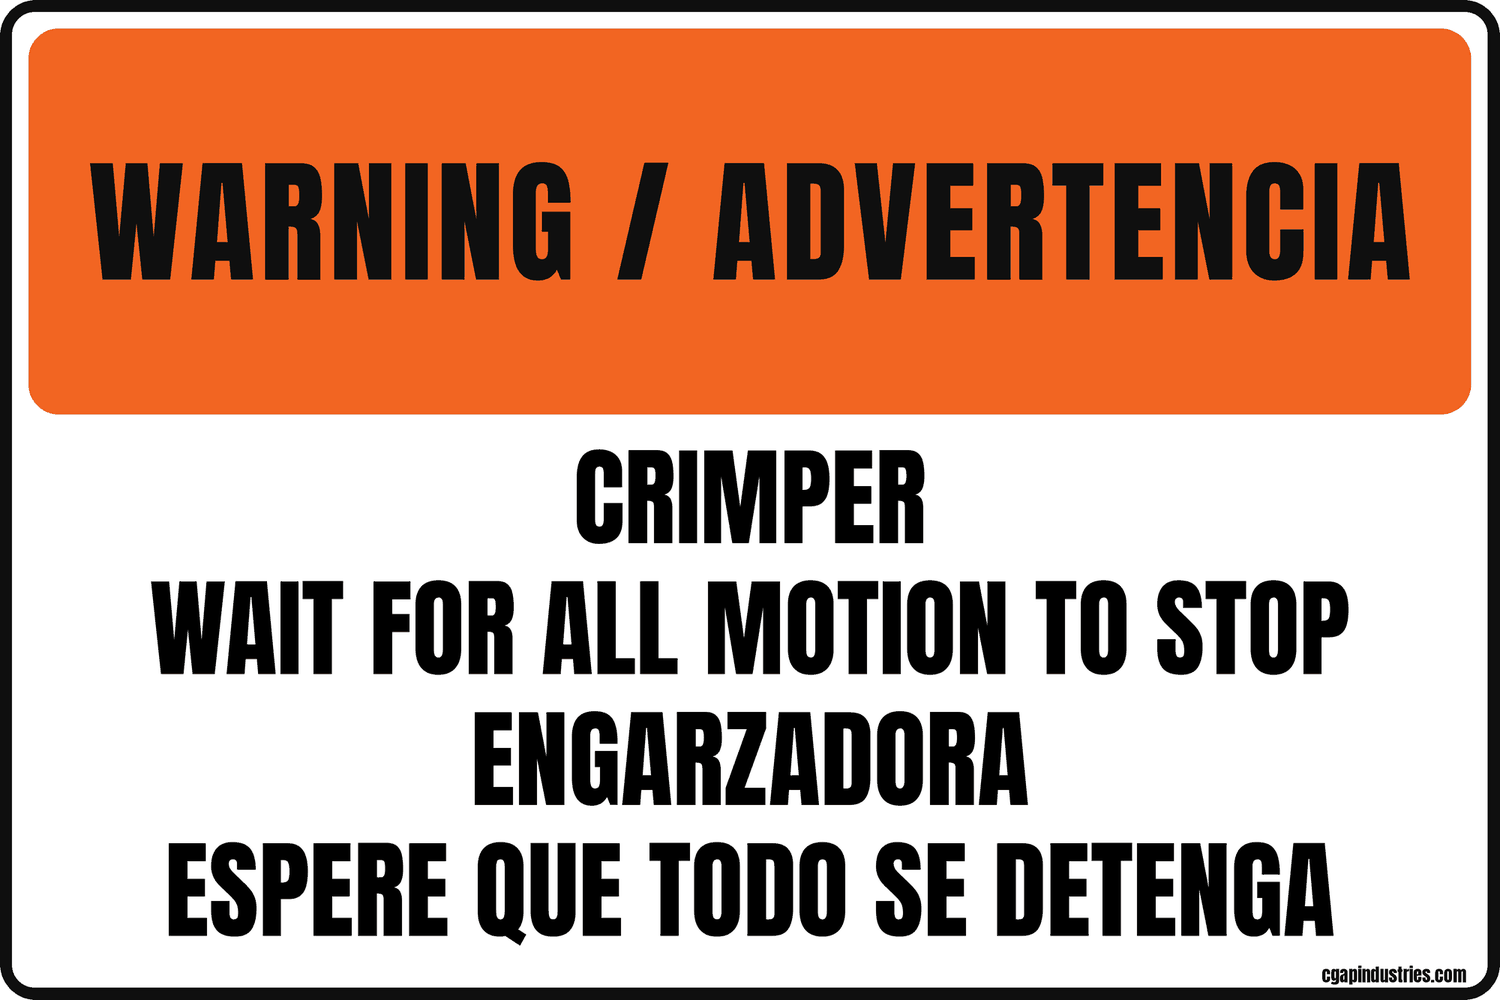 WARNING / ADVERTENCIA
CRIMPER
WAIT FOR ALL MOTION TO STOP
ENGARZADORA
ESPERE QUE TODO SE DETENGA
cgapindustries.com